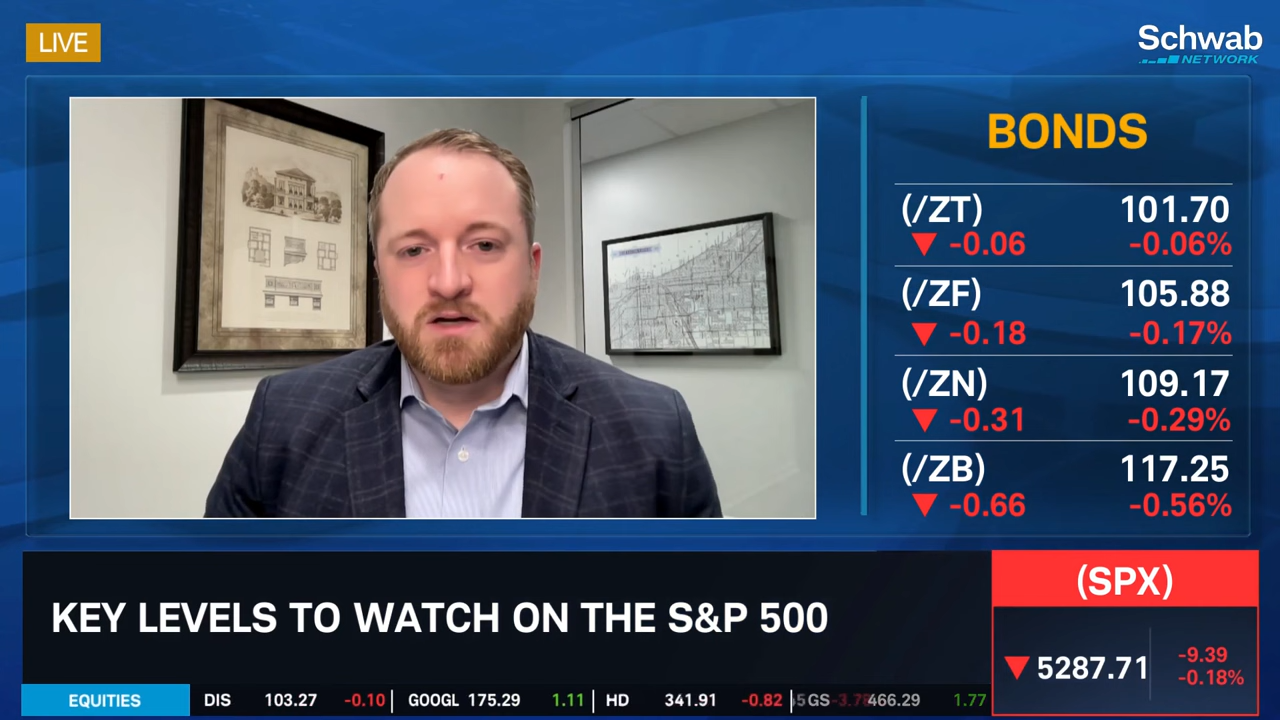 LIVE
Schwab
NETWORK
BONDS
(/ZT) 101.70
▼ -0.06 -0.06%
(/ZF) 105.88
▼ -0.18 -0.17%
(/ZN) 109.17
▼ -0.31 -0.29%
(/ZB) 117.25
▼ -0.66 -0.56%
KEY LEVELS TO WATCH ON THE S&P 500
(SPX)
▼ 5287.71 -9.39
-0.18%
EQUITIES DIS 103.27 -0.10 | GOOGL 175.29 1.11 | HD 341.91 -0.82 | GS 466.29 1.77